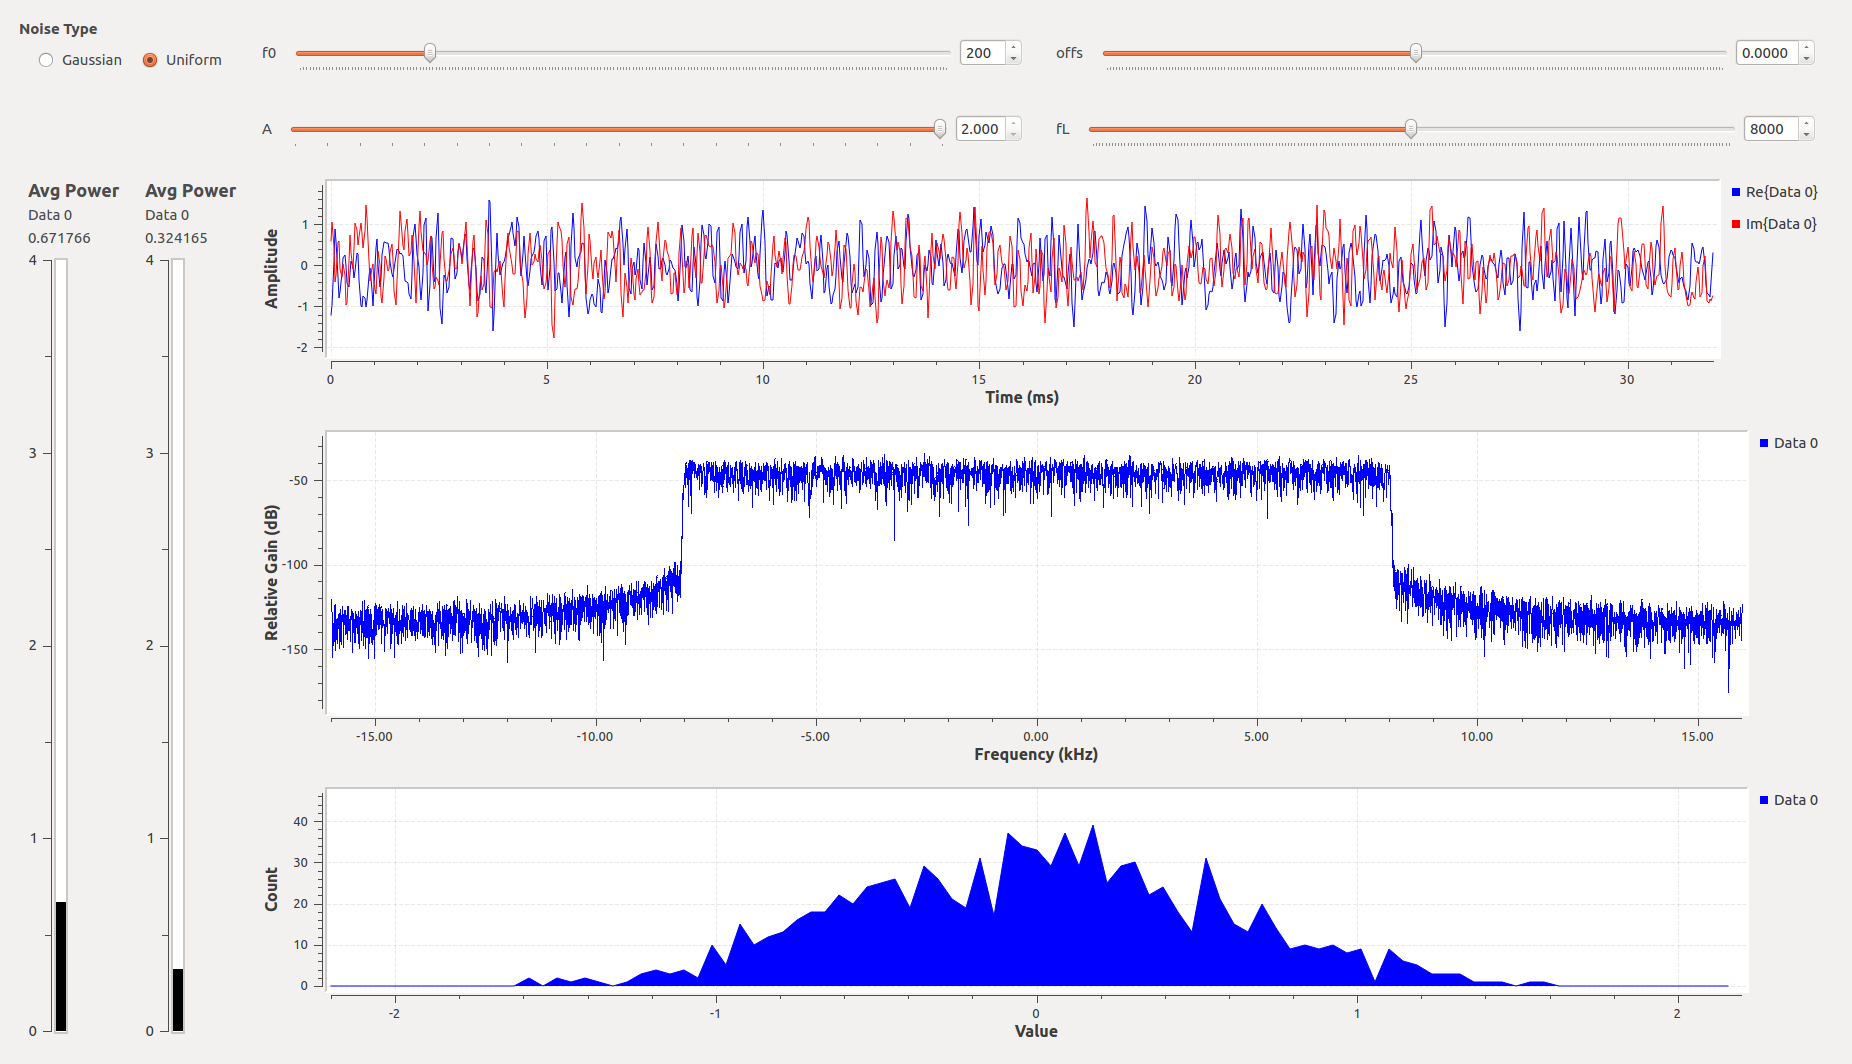 Noise Type
Gaussian Uniform
f0 200 offs 0.0000
A 2.000 fL 8000
Avg Power Avg Power
Data 0 Data 0
0.671766 0.324165
4 4
3 3
2 2
1 1
0 0
Re{Data 0}
Im{Data 0}
Amplitude
1
0
-1
-2
0 5 10 15 20 25 30
Time (ms)
Data 0
Relative Gain (dB)
-50
-100
-150
-15.00 -10.00 -5.00 0.00 5.00 10.00 15.00
Frequency (kHz)
Data 0
Count
40
30
20
10
0
-2 -1 0 1 2
Value